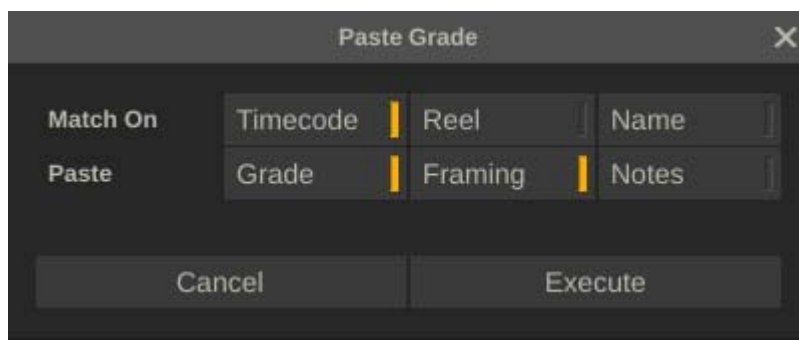 Paste Grade
Match On Timecode Reel Name
Paste Grade Framing Notes
Cancel Execute